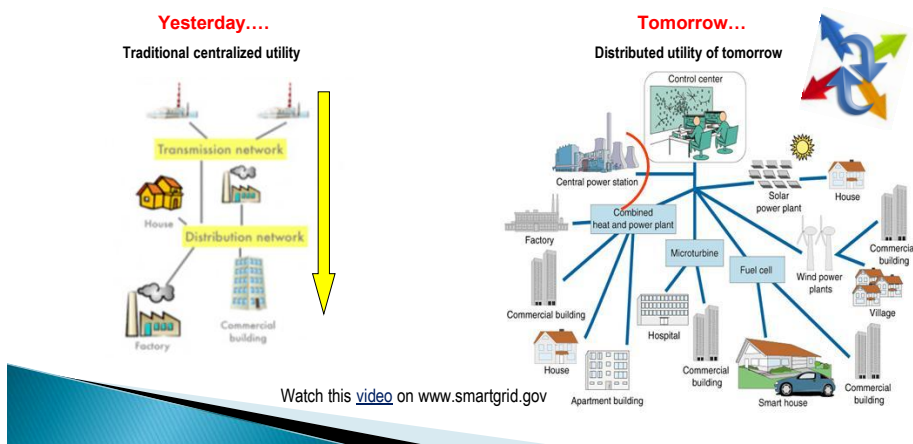 Yesterday….
Traditional centralized utility
Transmission network
House
Distribution network
Factory
Commercial
building
Tomorrow…
Distributed utility of tomorrow
Control center
Central power station
Solar
power plant
House
Factory
Combined
heat and power plant
Microturbine
Fuel cell
Wind power
plants
Commercial
building
Village
Commercial building
Hospital
House
Apartment building
Commercial
building
Smart house
Commercial
building
Watch this video on www.smartgrid.gov